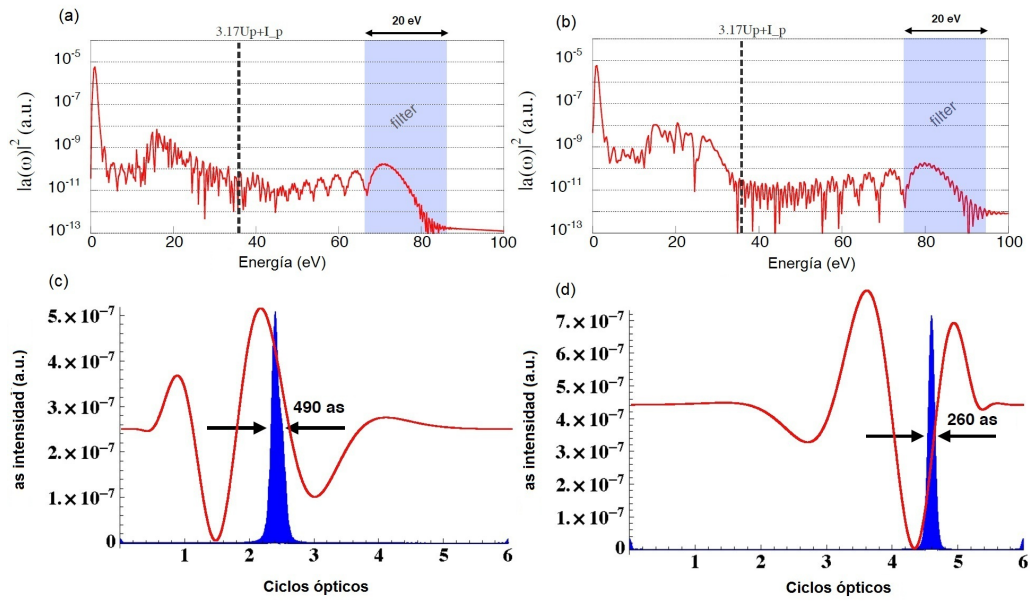 (a)
3.17Up+I_p
20 eV
|a(ω)|² (a.u.)
10⁻⁵
10⁻⁷
10⁻⁹
10⁻¹¹
10⁻¹³
filter
0 20 40 60 80 100
Energía (eV)
(b)
3.17Up+I_p
20 eV
|a(ω)|² (a.u.)
10⁻⁵
10⁻⁷
10⁻⁹
10⁻¹¹
10⁻¹³
filter
0 20 40 60 80 100
Energía (eV)
(c)
as intensidad (a.u.)
5.×10⁻⁷
4.×10⁻⁷
3.×10⁻⁷
2.×10⁻⁷
1.×10⁻⁷
0
490 as
1 2 3 4 5 6
Ciclos ópticos
(d)
as intensidad (a.u.)
7.×10⁻⁷
6.×10⁻⁷
5.×10⁻⁷
4.×10⁻⁷
3.×10⁻⁷
2.×10⁻⁷
1.×10⁻⁷
0
260 as
1 2 3 4 5 6
Ciclos ópticos